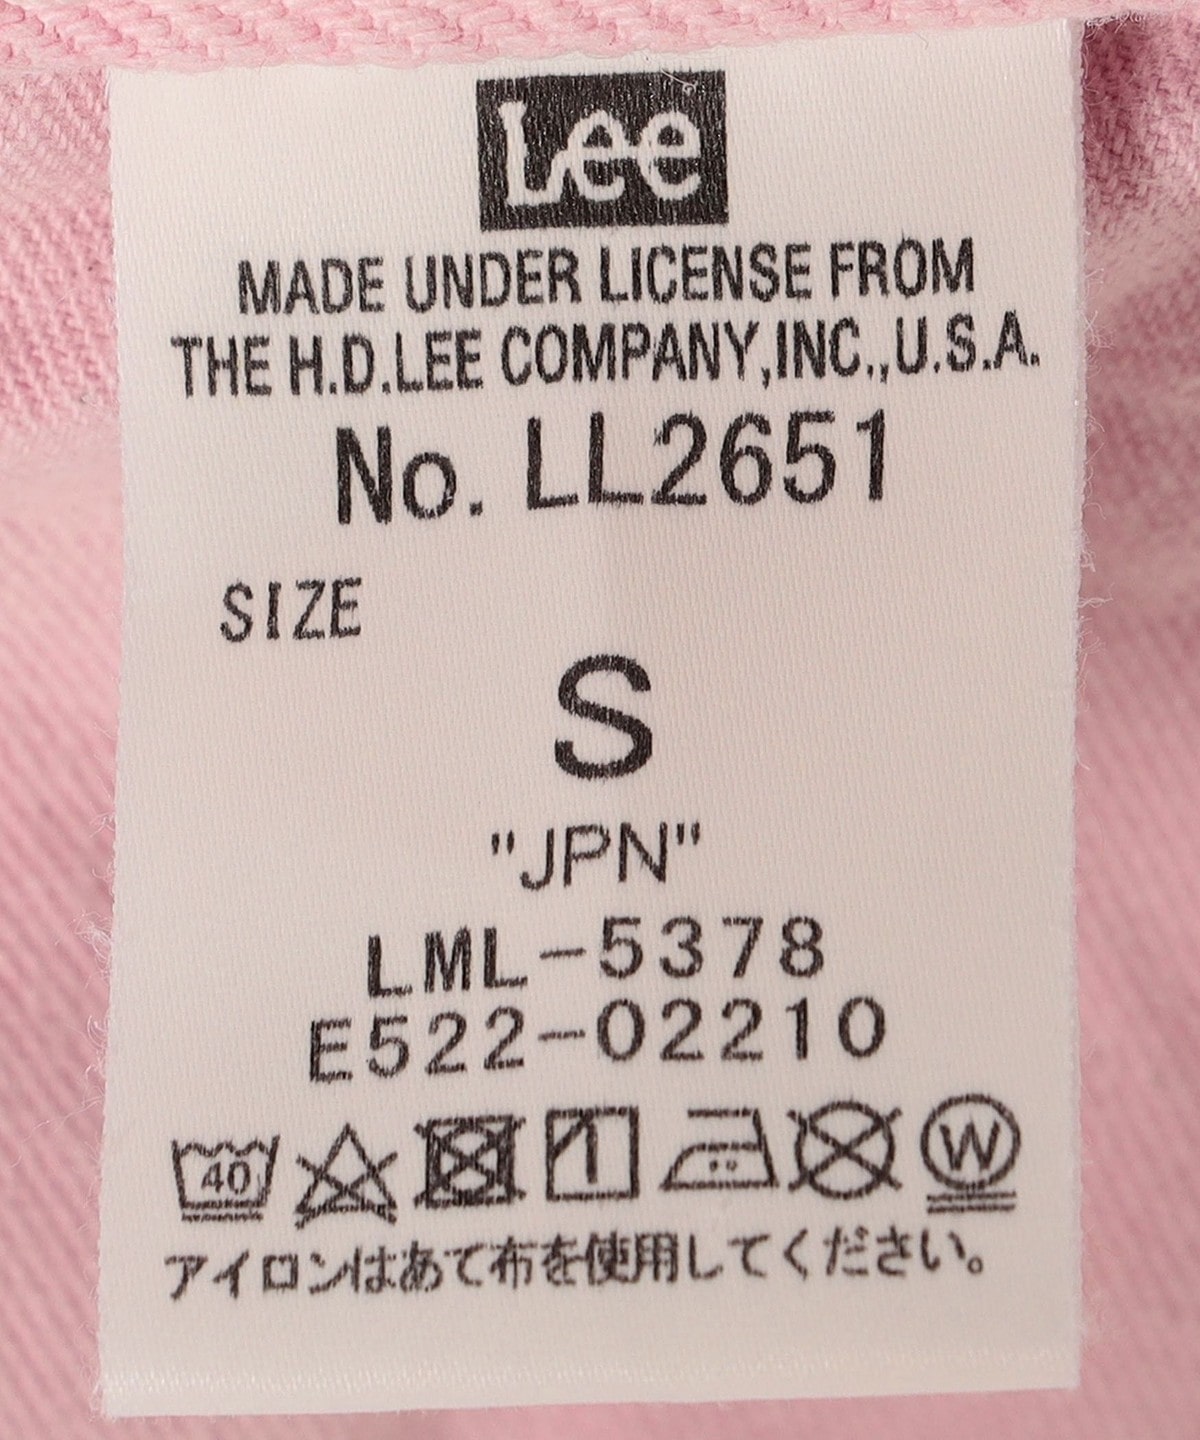 Lee
MADE UNDER LICENSE FROM
THE H.D.LEE COMPANY,INC.,U.S.A.
No. LL2651
SIZE
S
"JPN"
LML-5378
E522-02210
40 W
アイロンはあて布を使用してください。